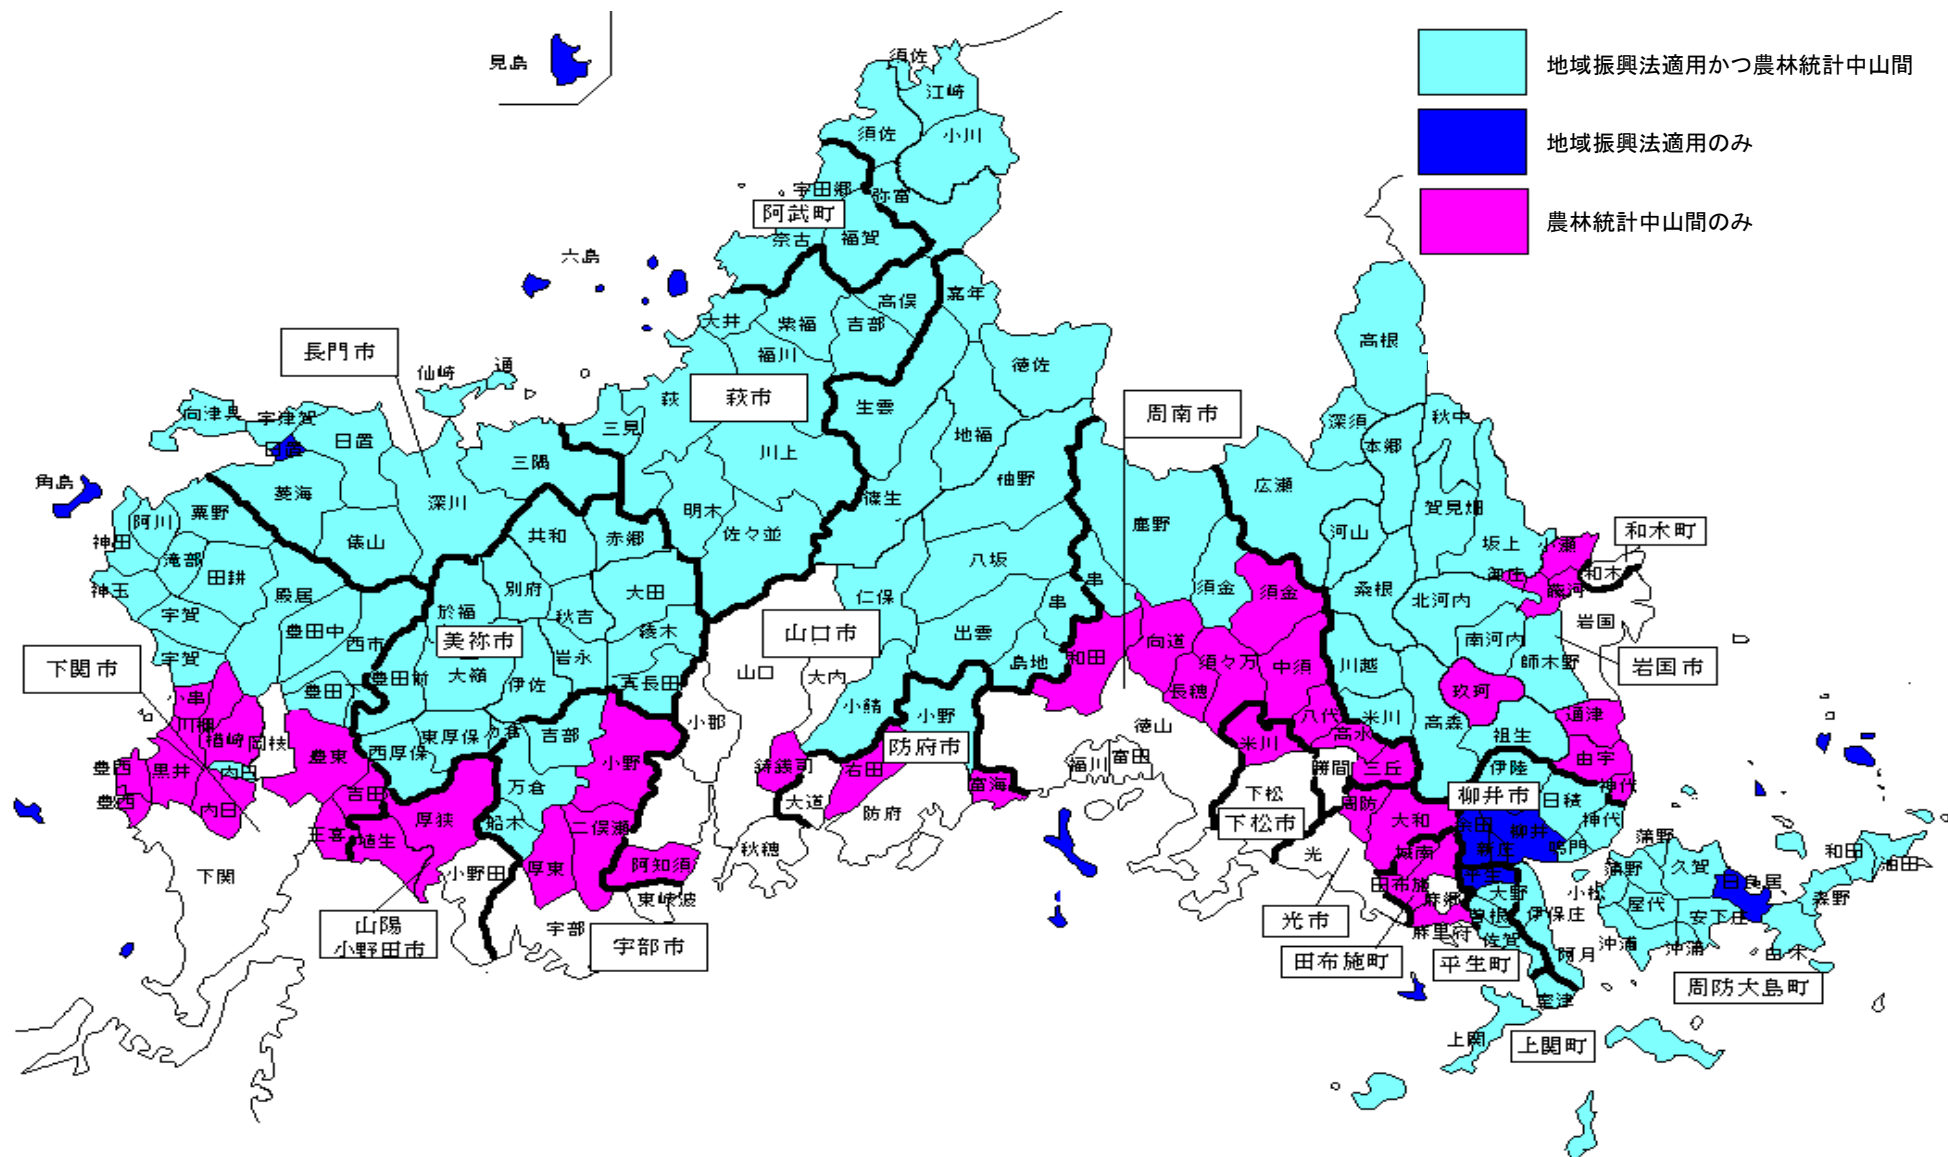 見島
地域振興法適用かつ農林統計中山間
地域振興法適用のみ
農林統計中山間のみ
須佐
江崎
須佐
小川
宇田郷
弥富
阿武町
奈古
福賀
六島
嘉年
高俣
大井
紫福
吉部
福川
徳佐
高根
長門市
仙崎
通
萩
萩市
生雲
周南市
向津具
宇津賀
日置
日置
三見
地福
深須
本郷
秋中
三隅
川上
角島
菱海
深川
柚野
広瀬
粟野
阿川
篠生
明木
佐々並
鹿野
賀見畑
河山
和木町
神田
滝部
俵山
共和
赤郷
坂上
小瀬
田耕
八坂
御庄
和木
藤河
神玉
殿居
別府
大田
仁保
串
串
須金
須金
桑根
北河内
宇賀
於福
秋吉
豊田中
美祢市
綾木
山口市
出雲
向道
南河内
岩国
宇賀
西市
岩永
島地
和田
須々万
中須
川越
師木野
岩国市
下関市
豊田前
大嶺
伊佐
真長田
山口
大内
長穂
玖珂
小串
豊田
小鯖
小野
八代
米川
高森
川棚
楢崎
岡枝
東厚保
万倉
吉部
小郡
徳山
高水
祖生
通津
西厚保
防府市
米川
由宇
豊西
黒井
内日
豊東
小野
鋳銭司
右田
福川
富田
勝間
三丘
伊陸
神代
豊西
内日
吉田
万倉
大道
富海
下松
周防
柳井市
日積
王喜
埴生
厚狭
船木
二俣瀬
防府
下松市
大和
余田
柳井
神代
秋穂
新庄
鳴門
蒲野
和田
下関
小野田
厚東
阿知須
光
城南
平生
蒲野
久賀
油田
東岐波
田布施
麻郷
大野
小松
日良居
森野
山陽
小野田市
宇部
宇部市
光市
曽根
伊保庄
屋代
安下庄
麻里府
佐賀
田布施町
平生町
阿月
沖浦
沖浦
由木
周防大島町
室津
上関
上関町